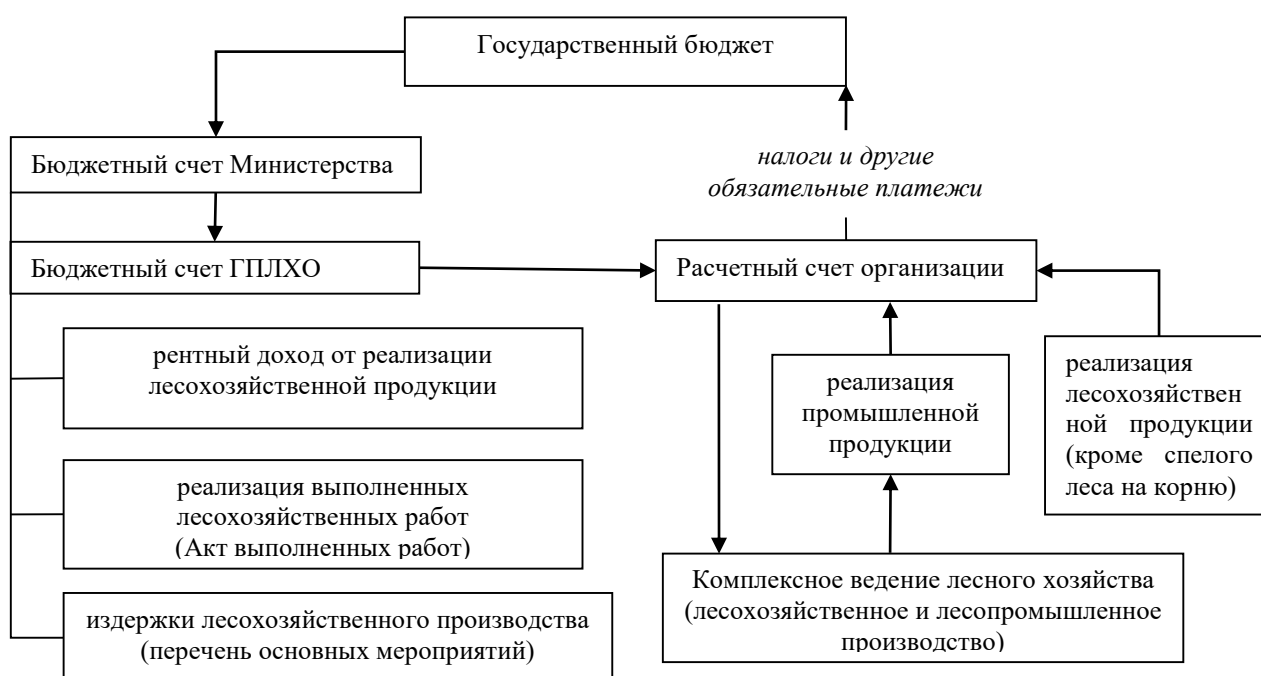 Государственный бюджет
Бюджетный счет Министерства
налоги и другие
обязательные платежи
Бюджетный счет ГПЛХО
Расчетный счет организации
рентный доход от реализации
лесохозяйственной продукции
реализация
промышленной
продукции
реализация
лесохозяйствен
ной продукции
(кроме спелого
леса на корню)
реализация выполненных
лесохозяйственных работ
(Акт выполненных работ)
Комплексное ведение лесного хозяйства
(лесохозяйственное и лесопромышленное
производство)
издержки лесохозяйственного производства
(перечень основных мероприятий)